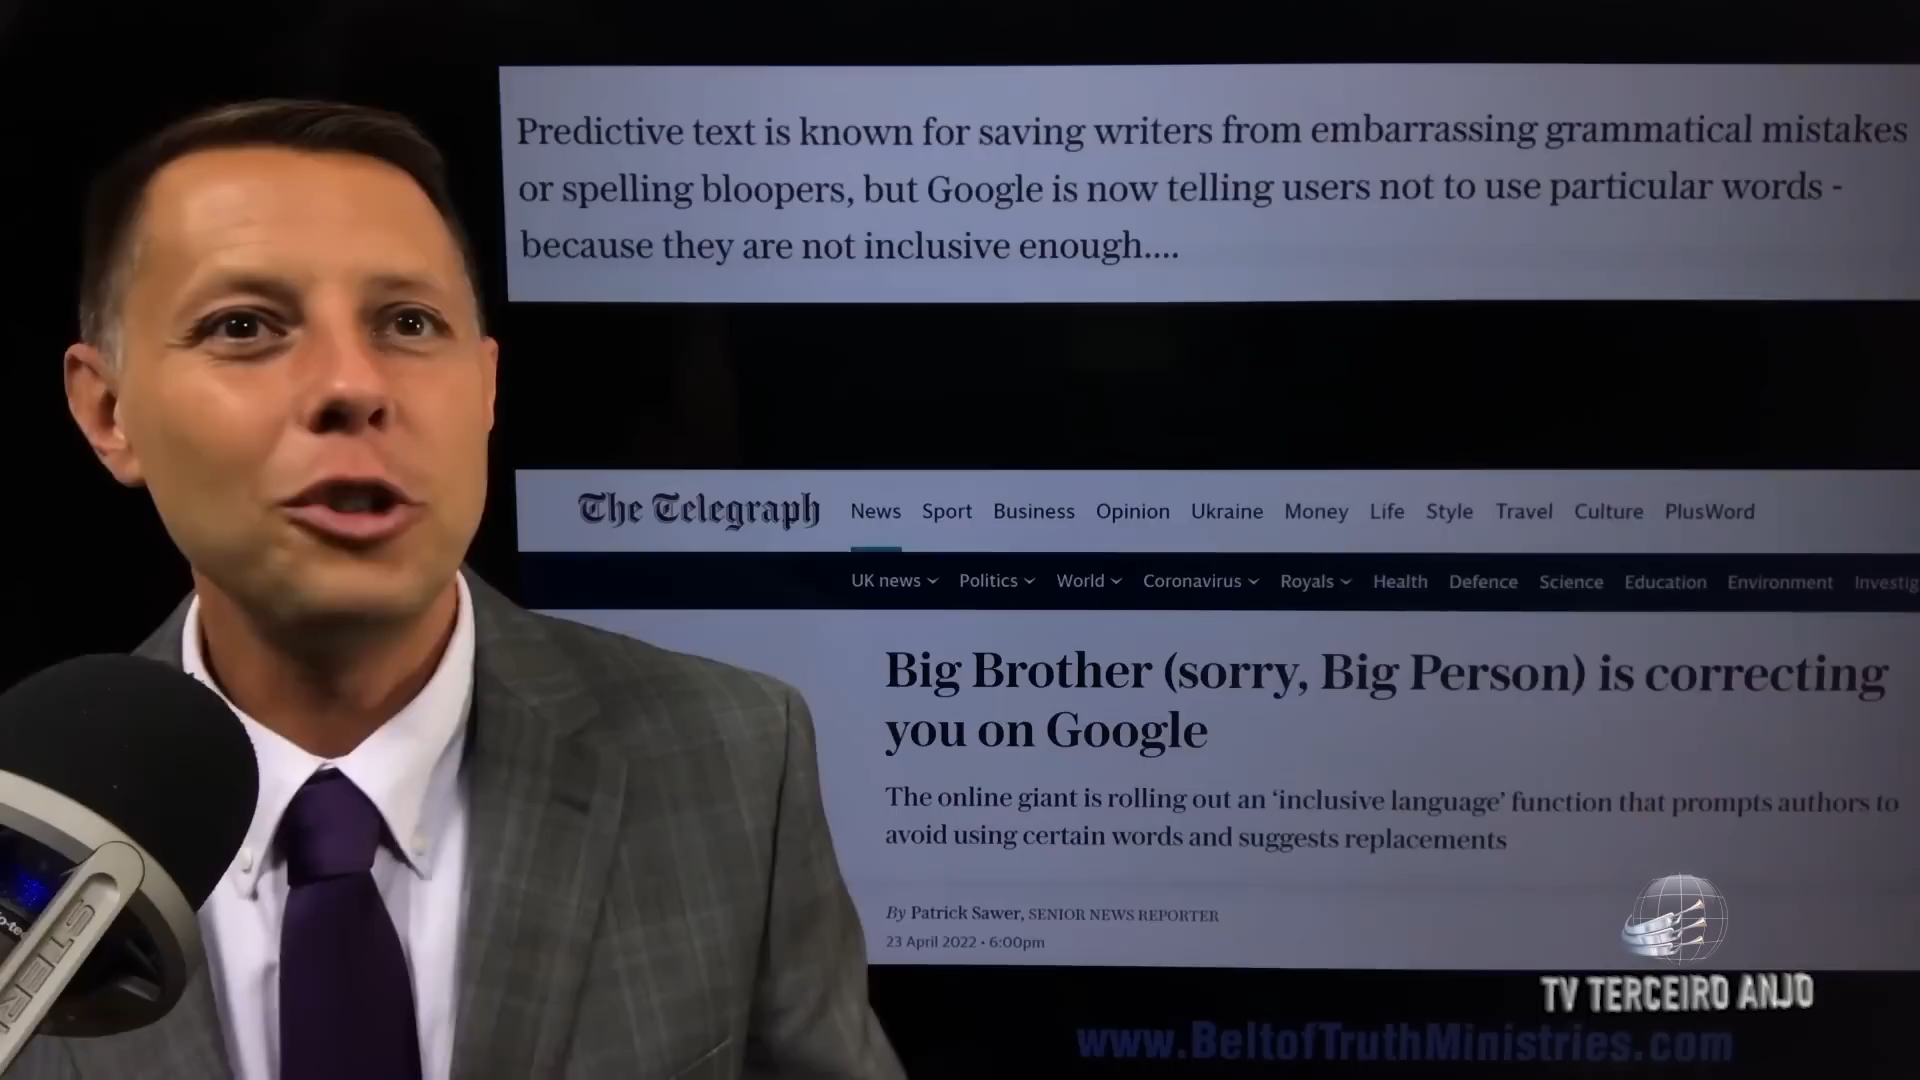 Predictive text is known for saving writers from embarrassing grammatical mistakes
or spelling bloopers, but Google is now telling users not to use particular words -
because they are not inclusive enough....
The Telegraph
News Sport Business Opinion Ukraine Money Life Style Travel Culture PlusWord
UK news Politics World Coronavirus Royals Health Defence Science Education Environment
Big Brother (sorry, Big Person) is correcting
you on Google
The online giant is rolling out an ‘inclusive language’ function that prompts authors to
avoid using certain words and suggests replacements
By Patrick Sawer, SENIOR NEWS REPORTER
23 April 2022 • 6:00pm
TV TERCEIRO ANJO
www.BeltofTruthMinistries.com